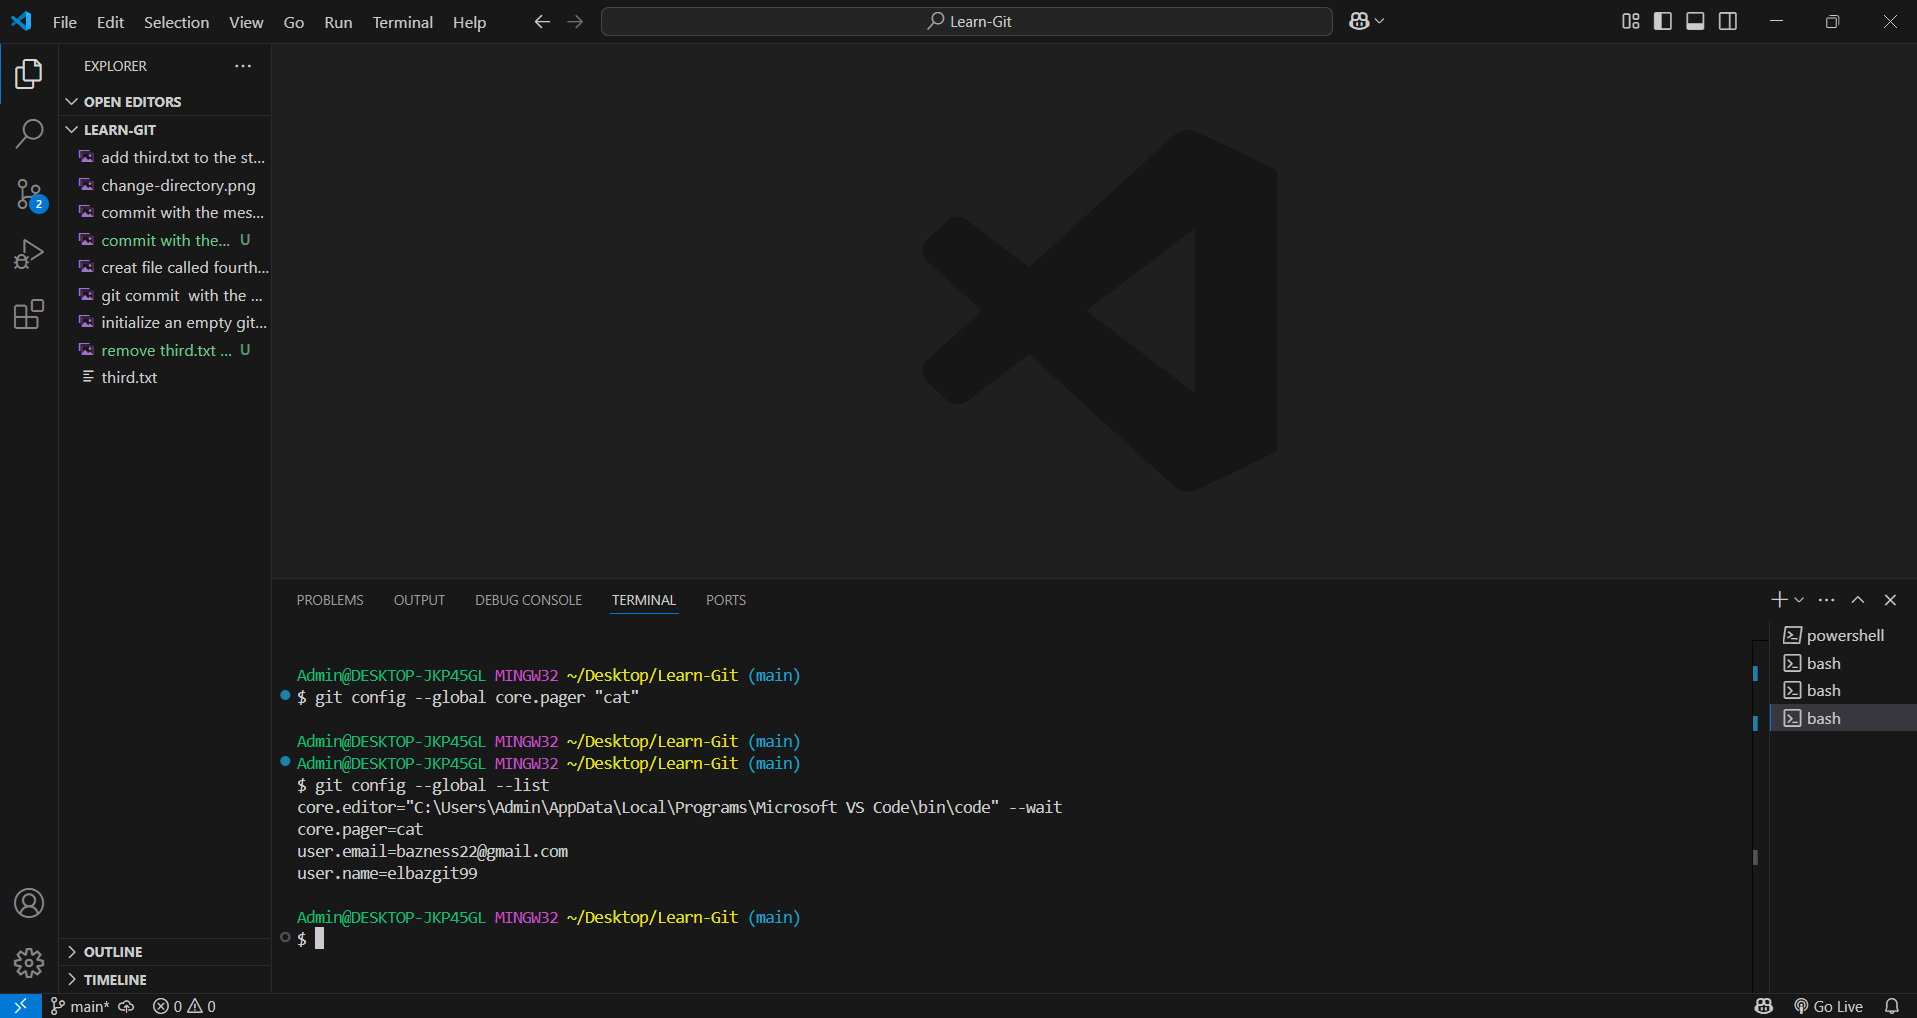 File Edit Selection View Go Run Terminal Help
Learn-Git
EXPLORER
OPEN EDITORS
LEARN-GIT
add third.txt to the st...
change-directory.png
commit with the mes...
commit with the... U
creat file called fourth...
git commit  with the ...
initialize an empty git...
remove third.txt ... U
third.txt
2
OUTLINE
TIMELINE
PROBLEMS OUTPUT DEBUG CONSOLE TERMINAL PORTS
Admin@DESKTOP-JKP45GL MINGW32 ~/Desktop/Learn-Git (main)
$ git config --global core.pager "cat"
Admin@DESKTOP-JKP45GL MINGW32 ~/Desktop/Learn-Git (main)
Admin@DESKTOP-JKP45GL MINGW32 ~/Desktop/Learn-Git (main)
$ git config --global --list
core.editor="C:\Users\Admin\AppData\Local\Programs\Microsoft VS Code\bin\code" --wait
core.pager=cat
user.email=bazness22@gmail.com
user.name=elbazgit99
Admin@DESKTOP-JKP45GL MINGW32 ~/Desktop/Learn-Git (main)
$
powershell
bash
bash
bash
main* 0 0 Go Live